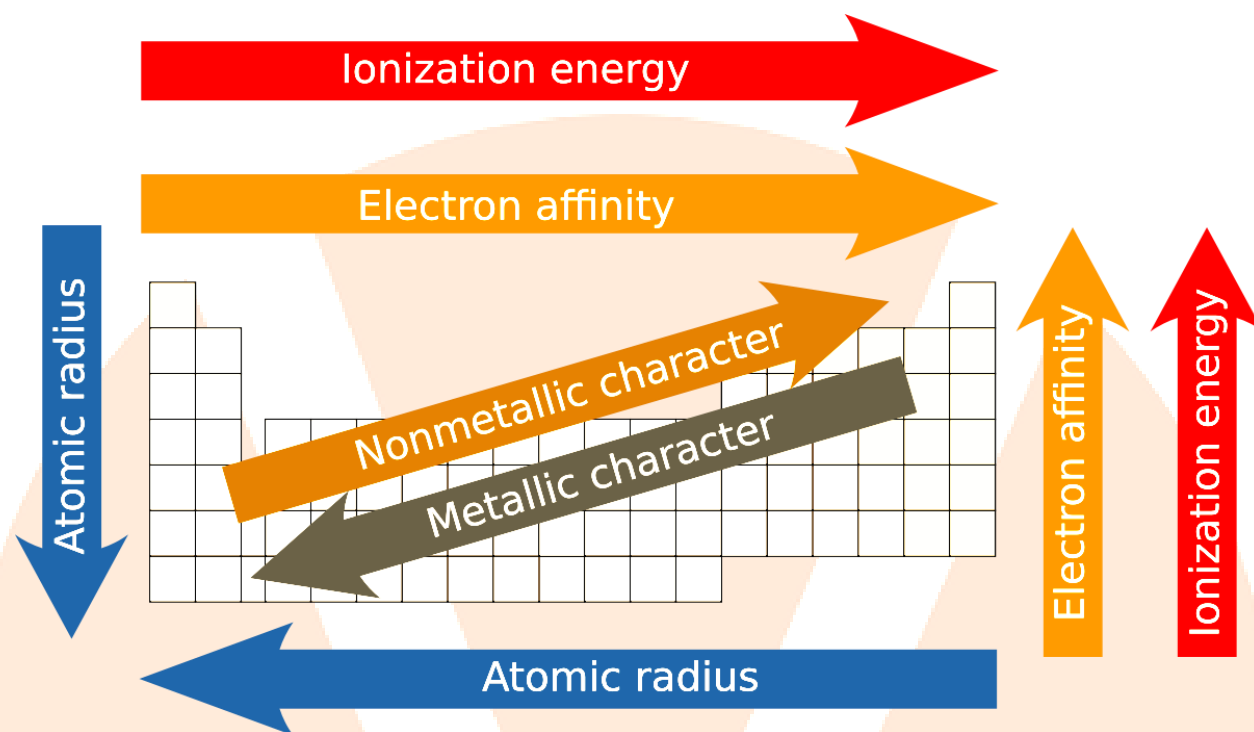 Ionization energy
Electron affinity
Atomic radius
Nonmetallic character
Metallic character
Electron affinity
Ionization energy
Atomic radius